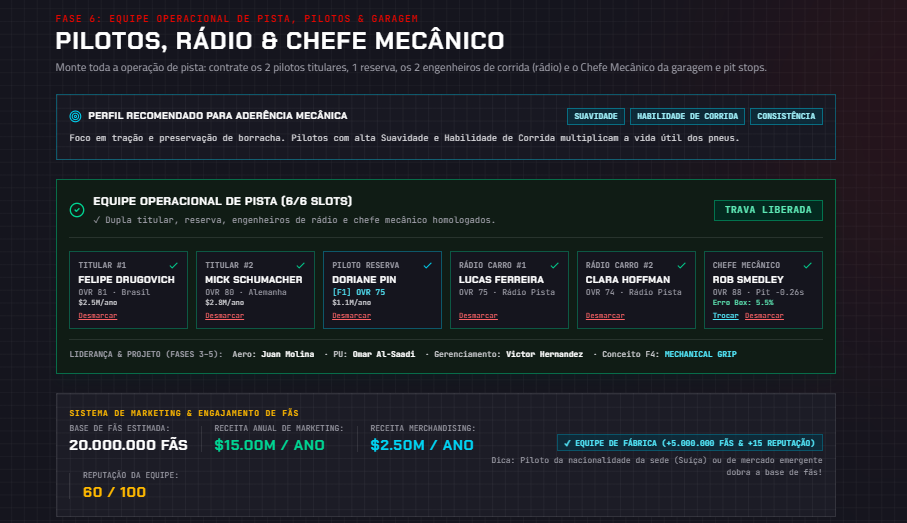 FASE 6: EQUIPE OPERACIONAL DE PISTA, PILOTOS & GARAGEM
PILOTOS, RÁDIO & CHEFE MECÂNICO
Monte toda a operação de pista: contrate os 2 pilotos titulares, 1 reserva, os 2 engenheiros de corrida (rádio) e o Chefe Mecânico da garagem e pit stops.
PERFIL RECOMENDADO PARA ADERÊNCIA MECÂNICA
SUAVIDADE
HABILIDADE DE CORRIDA
CONSISTÊNCIA
Foco em tração e preservação de borracha. Pilotos com alta Suavidade e Habilidade de Corrida multiplicam a vida útil dos pneus.
EQUIPE OPERACIONAL DE PISTA (6/6 SLOTS)
✓ Dupla titular, reserva, engenheiros de rádio e chefe mecânico homologados.
TRAVA LIBERADA
TITULAR #1
FELIPE DRUGOVICH
OVR 81 · Brasil
$2.5M/ano
Desmarcar
TITULAR #2
MICK SCHUMACHER
OVR 80 · Alemanha
$2.8M/ano
Desmarcar
PILOTO RESERVA
DORIANE PIN
[F1] OVR 75
$1.1M/ano
Desmarcar
RÁDIO CARRO #1
LUCAS FERREIRA
OVR 75 · Rádio Pista
Desmarcar
RÁDIO CARRO #2
CLARA HOFFMAN
OVR 74 · Rádio Pista
Desmarcar
CHEFE MECÂNICO
ROB SMEDLEY
OVR 88 · Pit -0.26s
Erro Box: 5.5%
Trocar Desmarcar
LIDERANÇA & PROJETO (FASES 3-5): Aero: Juan Molina · PU: Omar Al-Saadi · Gerenciamento: Victor Hernandez · Conceito F4: MECHANICAL GRIP
SISTEMA DE MARKETING & ENGAJAMENTO DE FÃS
BASE DE FÃS ESTIMADA:
20.000.000 FÃS
RECEITA ANUAL DE MARKETING:
$15.00M / ANO
RECEITA MERCHANDISING:
$2.50M / ANO
REPUTAÇÃO DA EQUIPE:
60 / 100
✓ EQUIPE DE FÁBRICA (+5.000.000 FÃS & +15 REPUTAÇÃO)
Dica: Piloto da nacionalidade da sede (Suíça) ou de mercado emergente
dobra a base de fãs!